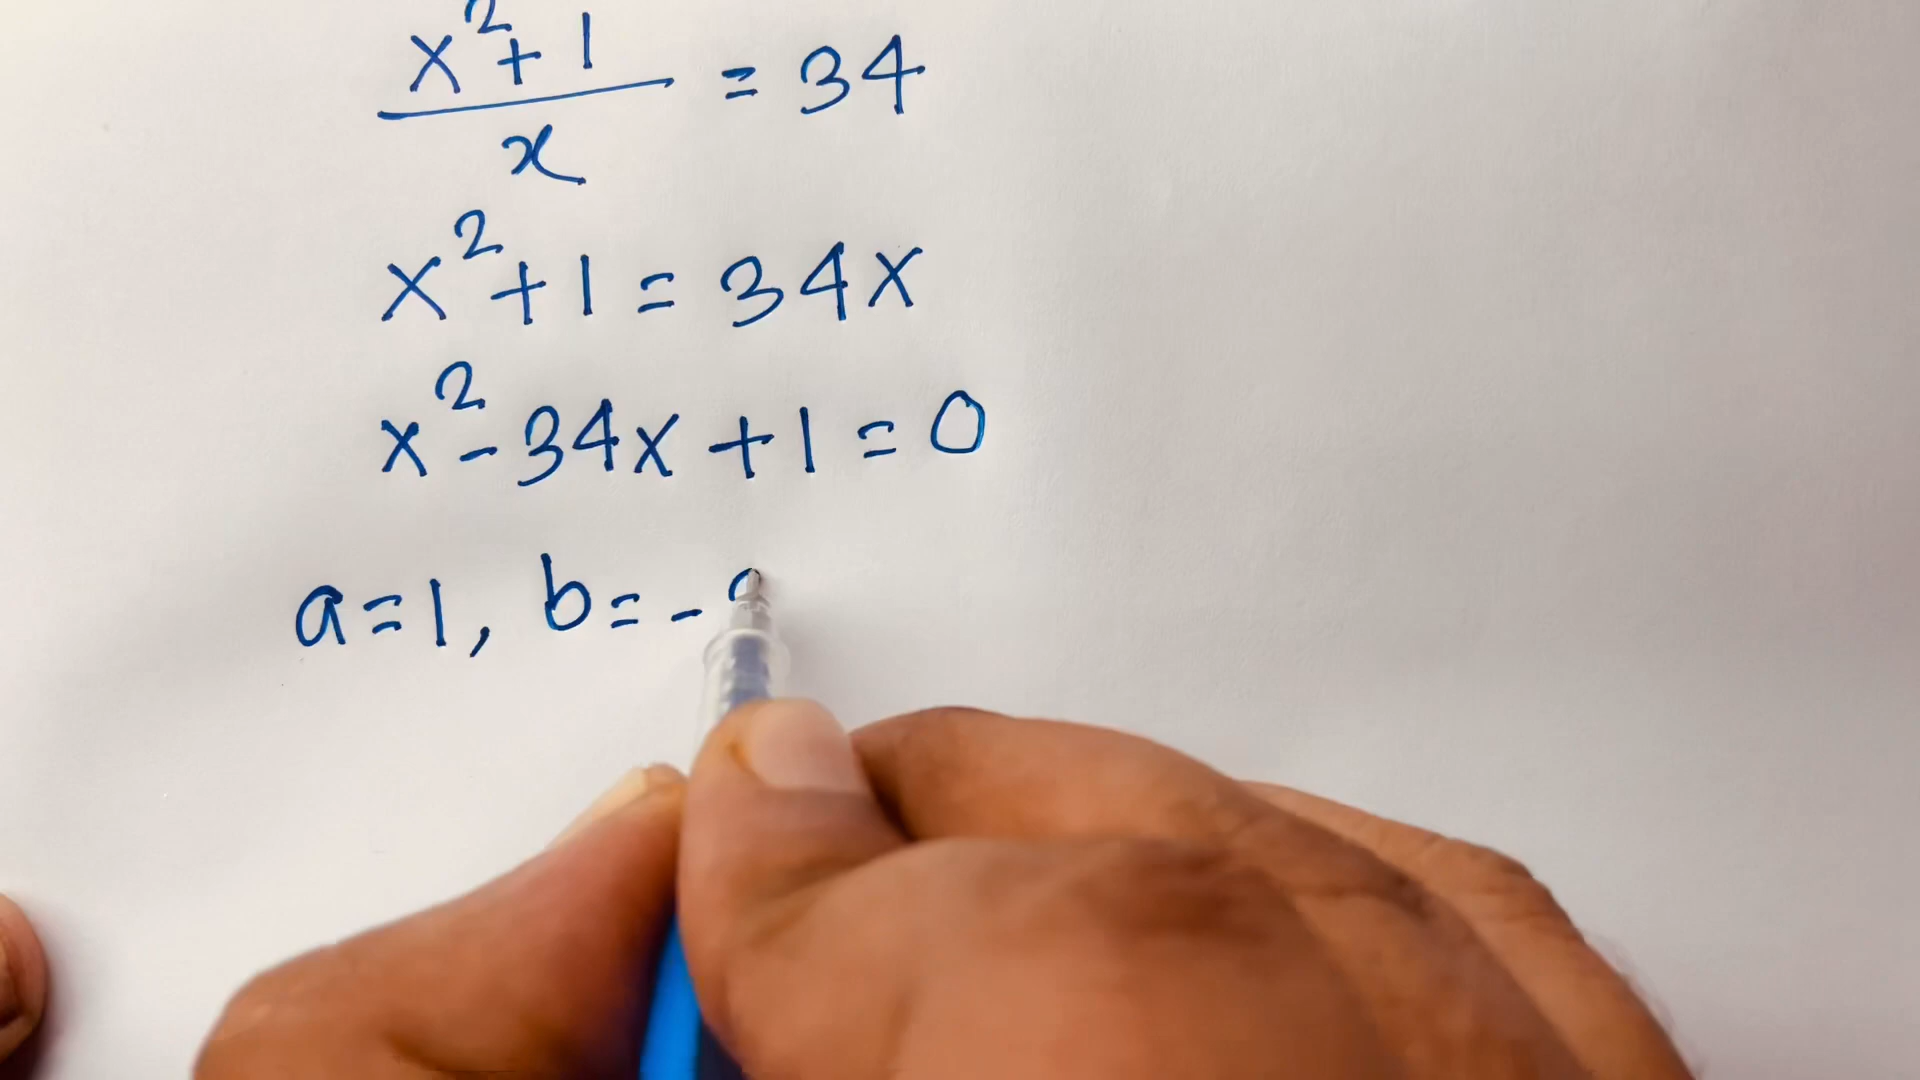 x²+1
/x = 34
x²+1 = 34x
x²-34x+1=0
a=1, b=-